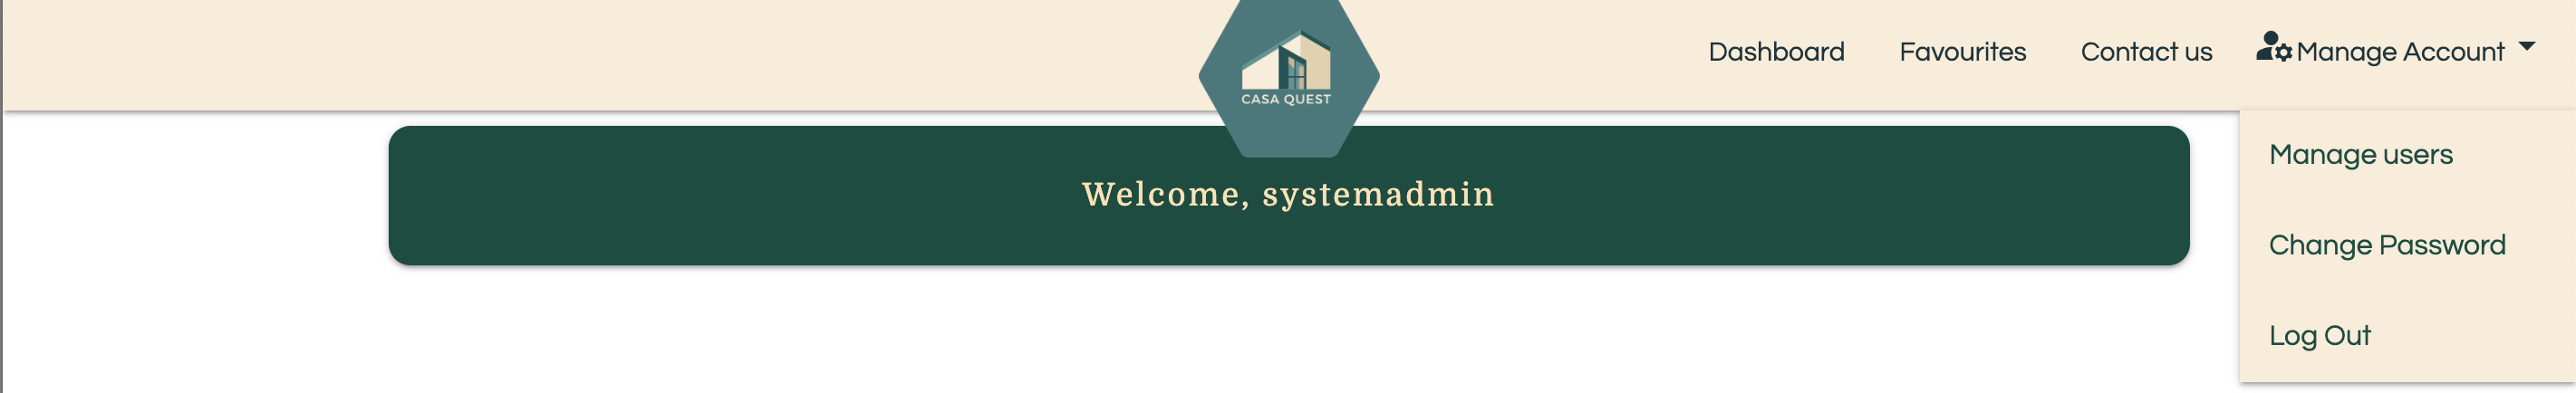 CASA QUEST
Dashboard Favourites Contact us Manage Account
Welcome, systemadmin
Manage users
Change Password
Log Out